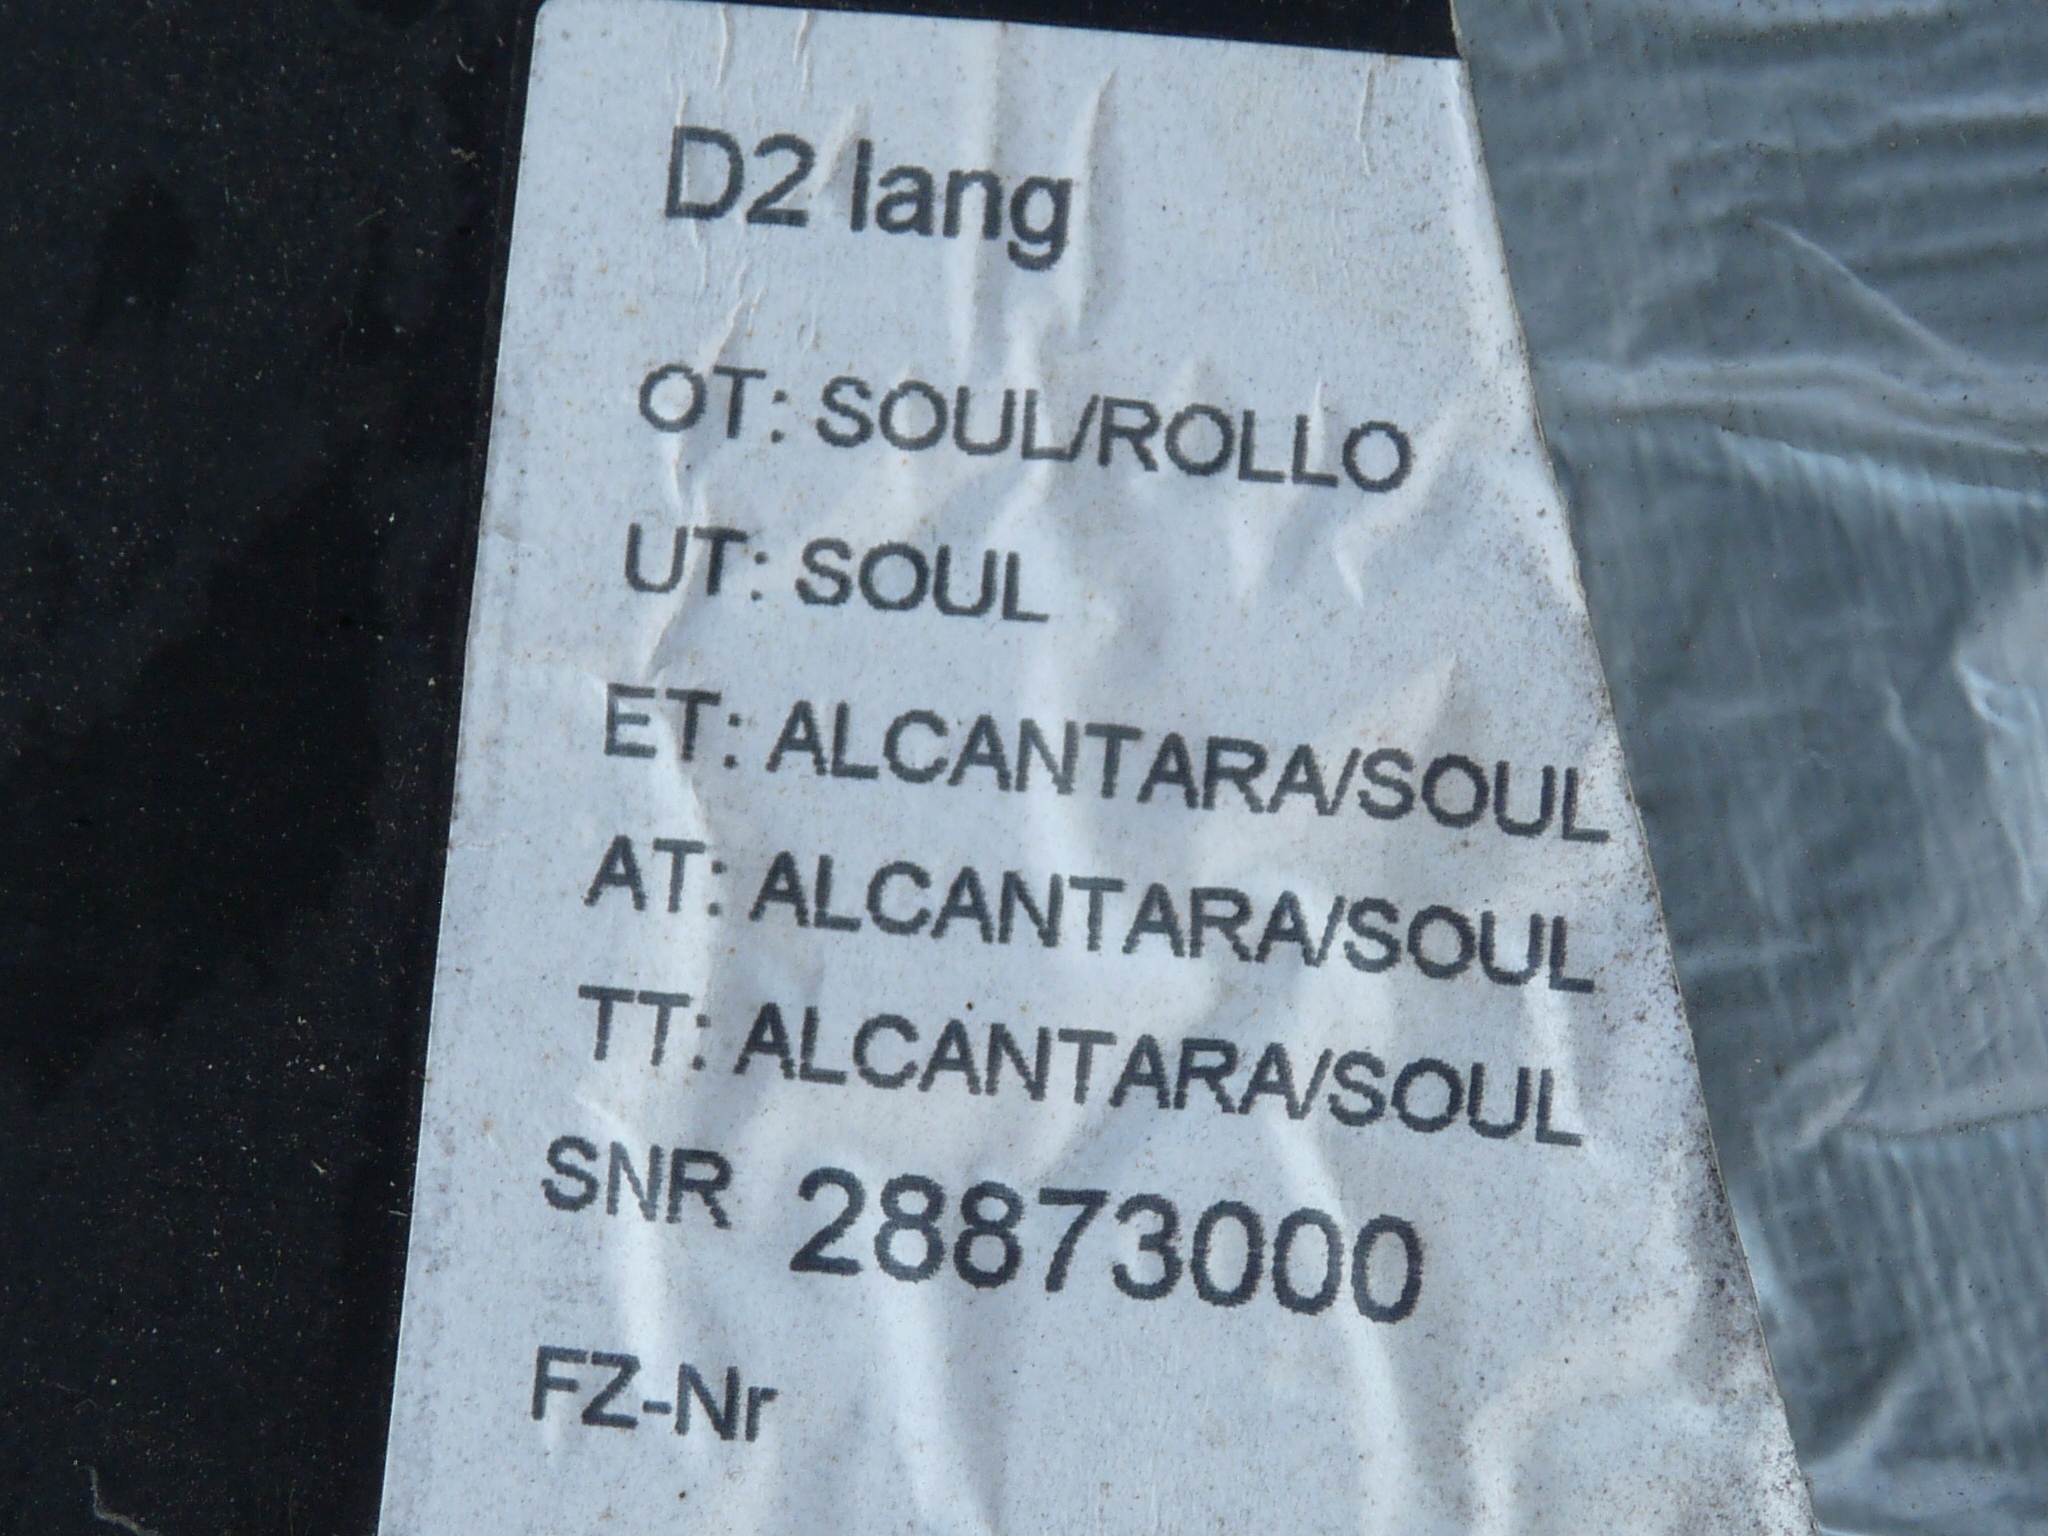 D2 lang
OT: SOUL/ROLLO
UT: SOUL
ET: ALCANTARA/SOUL
AT: ALCANTARA/SOUL
TT: ALCANTARA/SOUL
SNR 28873000
FZ-Nr